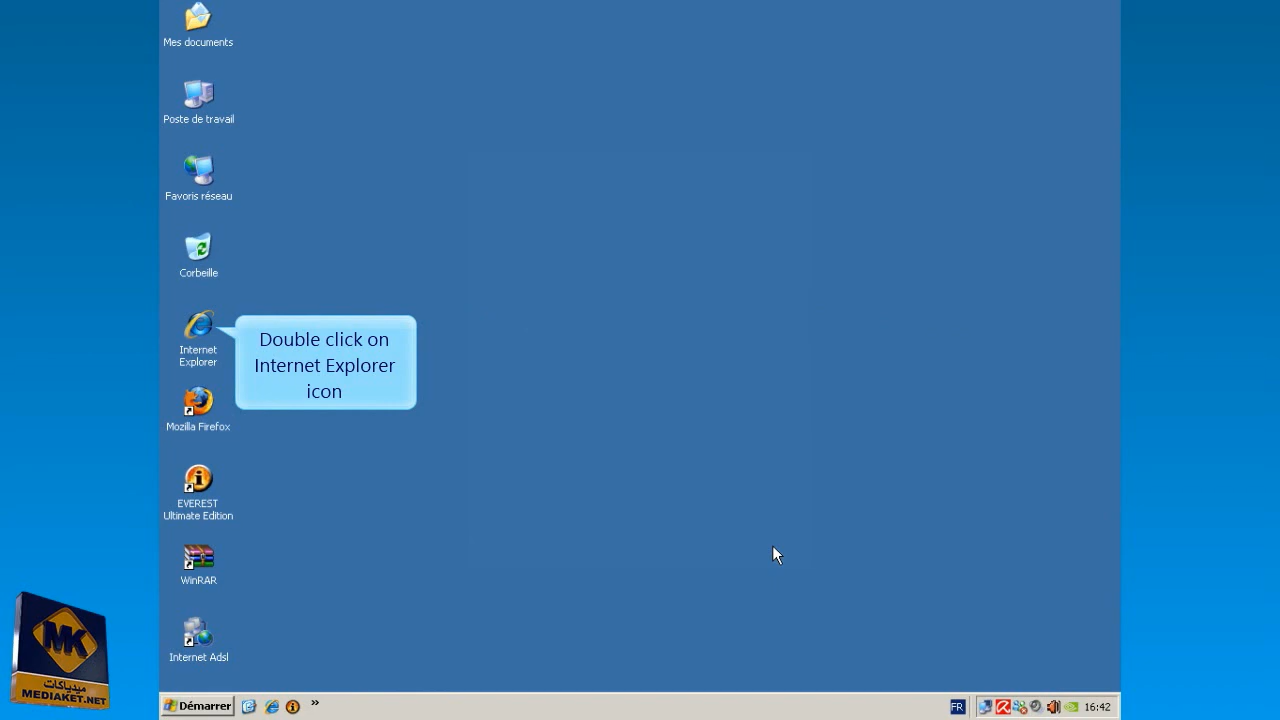 Mes documents
Poste de travail
Favoris réseau
Corbeille
Internet
Explorer
Double click on
Internet Explorer
icon
Mozilla Firefox
EVEREST
Ultimate Edition
WinRAR
Internet Adsl
MK
ميدياكات
MEDIAKET.NET
Démarrer
»
FR
16:42